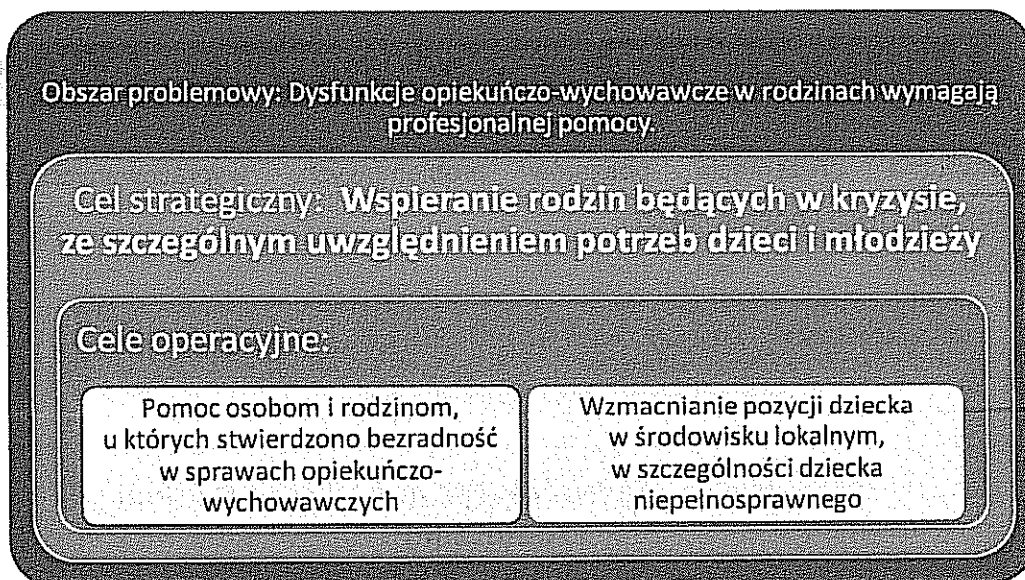 Obszar problemowy: Dysfunkcje opiekuńczo-wychowawcze w rodzinach wymagają
profesjonalnej pomocy.
Cel strategiczny: Wspieranie rodzin będących w kryzysie,
ze szczególnym uwzględnieniem potrzeb dzieci i młodzieży
Cele operacyjne:
Pomoc osobom i rodzinom,
u których stwierdzono bezradność
w sprawach opiekuńczo-
wychowawczych
Wzmacnianie pozycji dziecka
w środowisku lokalnym,
w szczególności dziecka
niepełnosprawnego